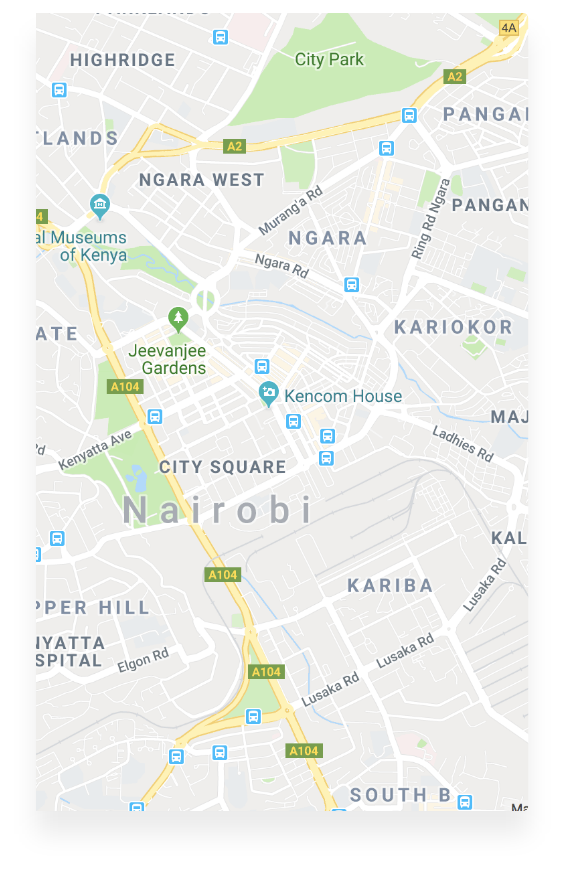 4A
HIGHRIDGE
City Park
A2
PANGA
TLANDS
A2
NGARA WEST
Murang'a Rd
Ring Rd Ngara
PANGAN
4
al Museums
of Kenya
NGARA
Ngara Rd
ATE
KARIOKOR
Jeevanjee
Gardens
A104
Kencom House
MAJ
Kenyatta Ave
Ladhies Rd
CITY SQUARE
Nairobi
KAL
A104
KARIBA
Lusaka Rd
PPER HILL
NYATTA
SPITAL
Elgon Rd
Lusaka Rd
A104
Lusaka Rd
A104
SOUTH B